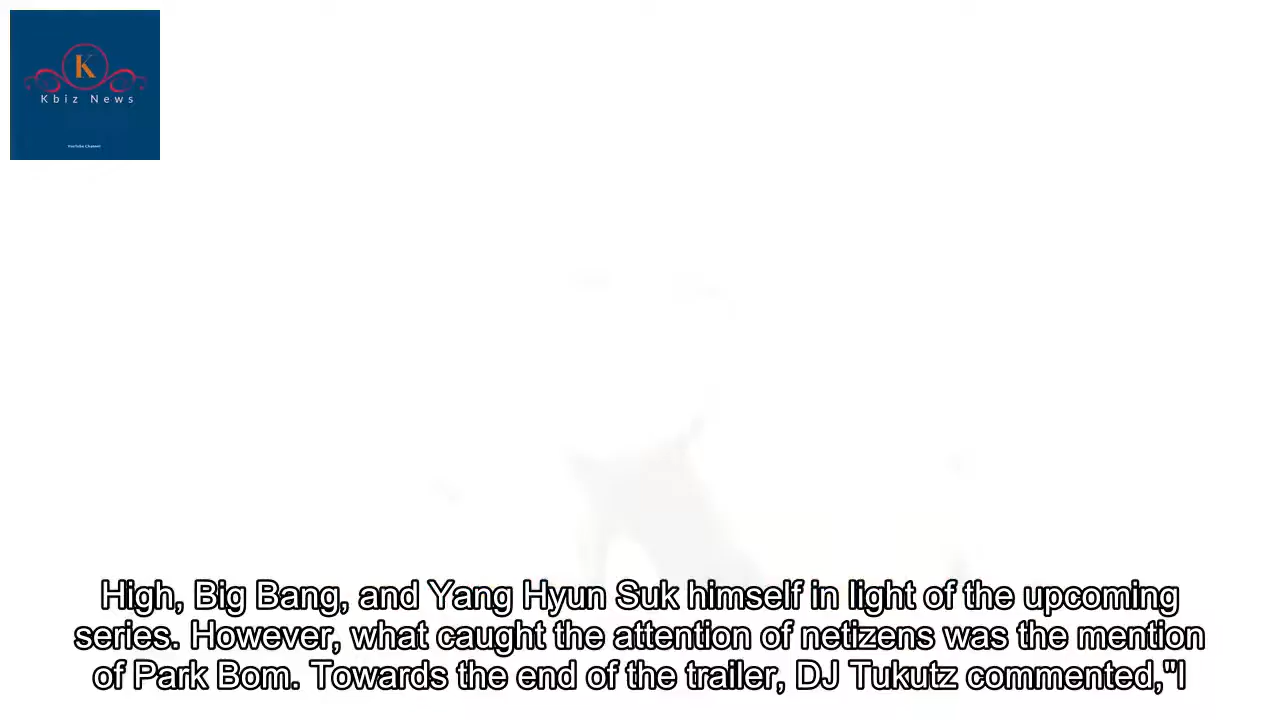 K
Kbiz News
YouTube Channel
High, Big Bang, and Yang Hyun Suk himself in light of the upcoming
series. However, what caught the attention of netizens was the mention
of Park Bom. Towards the end of the trailer, DJ Tukutz commented,"I